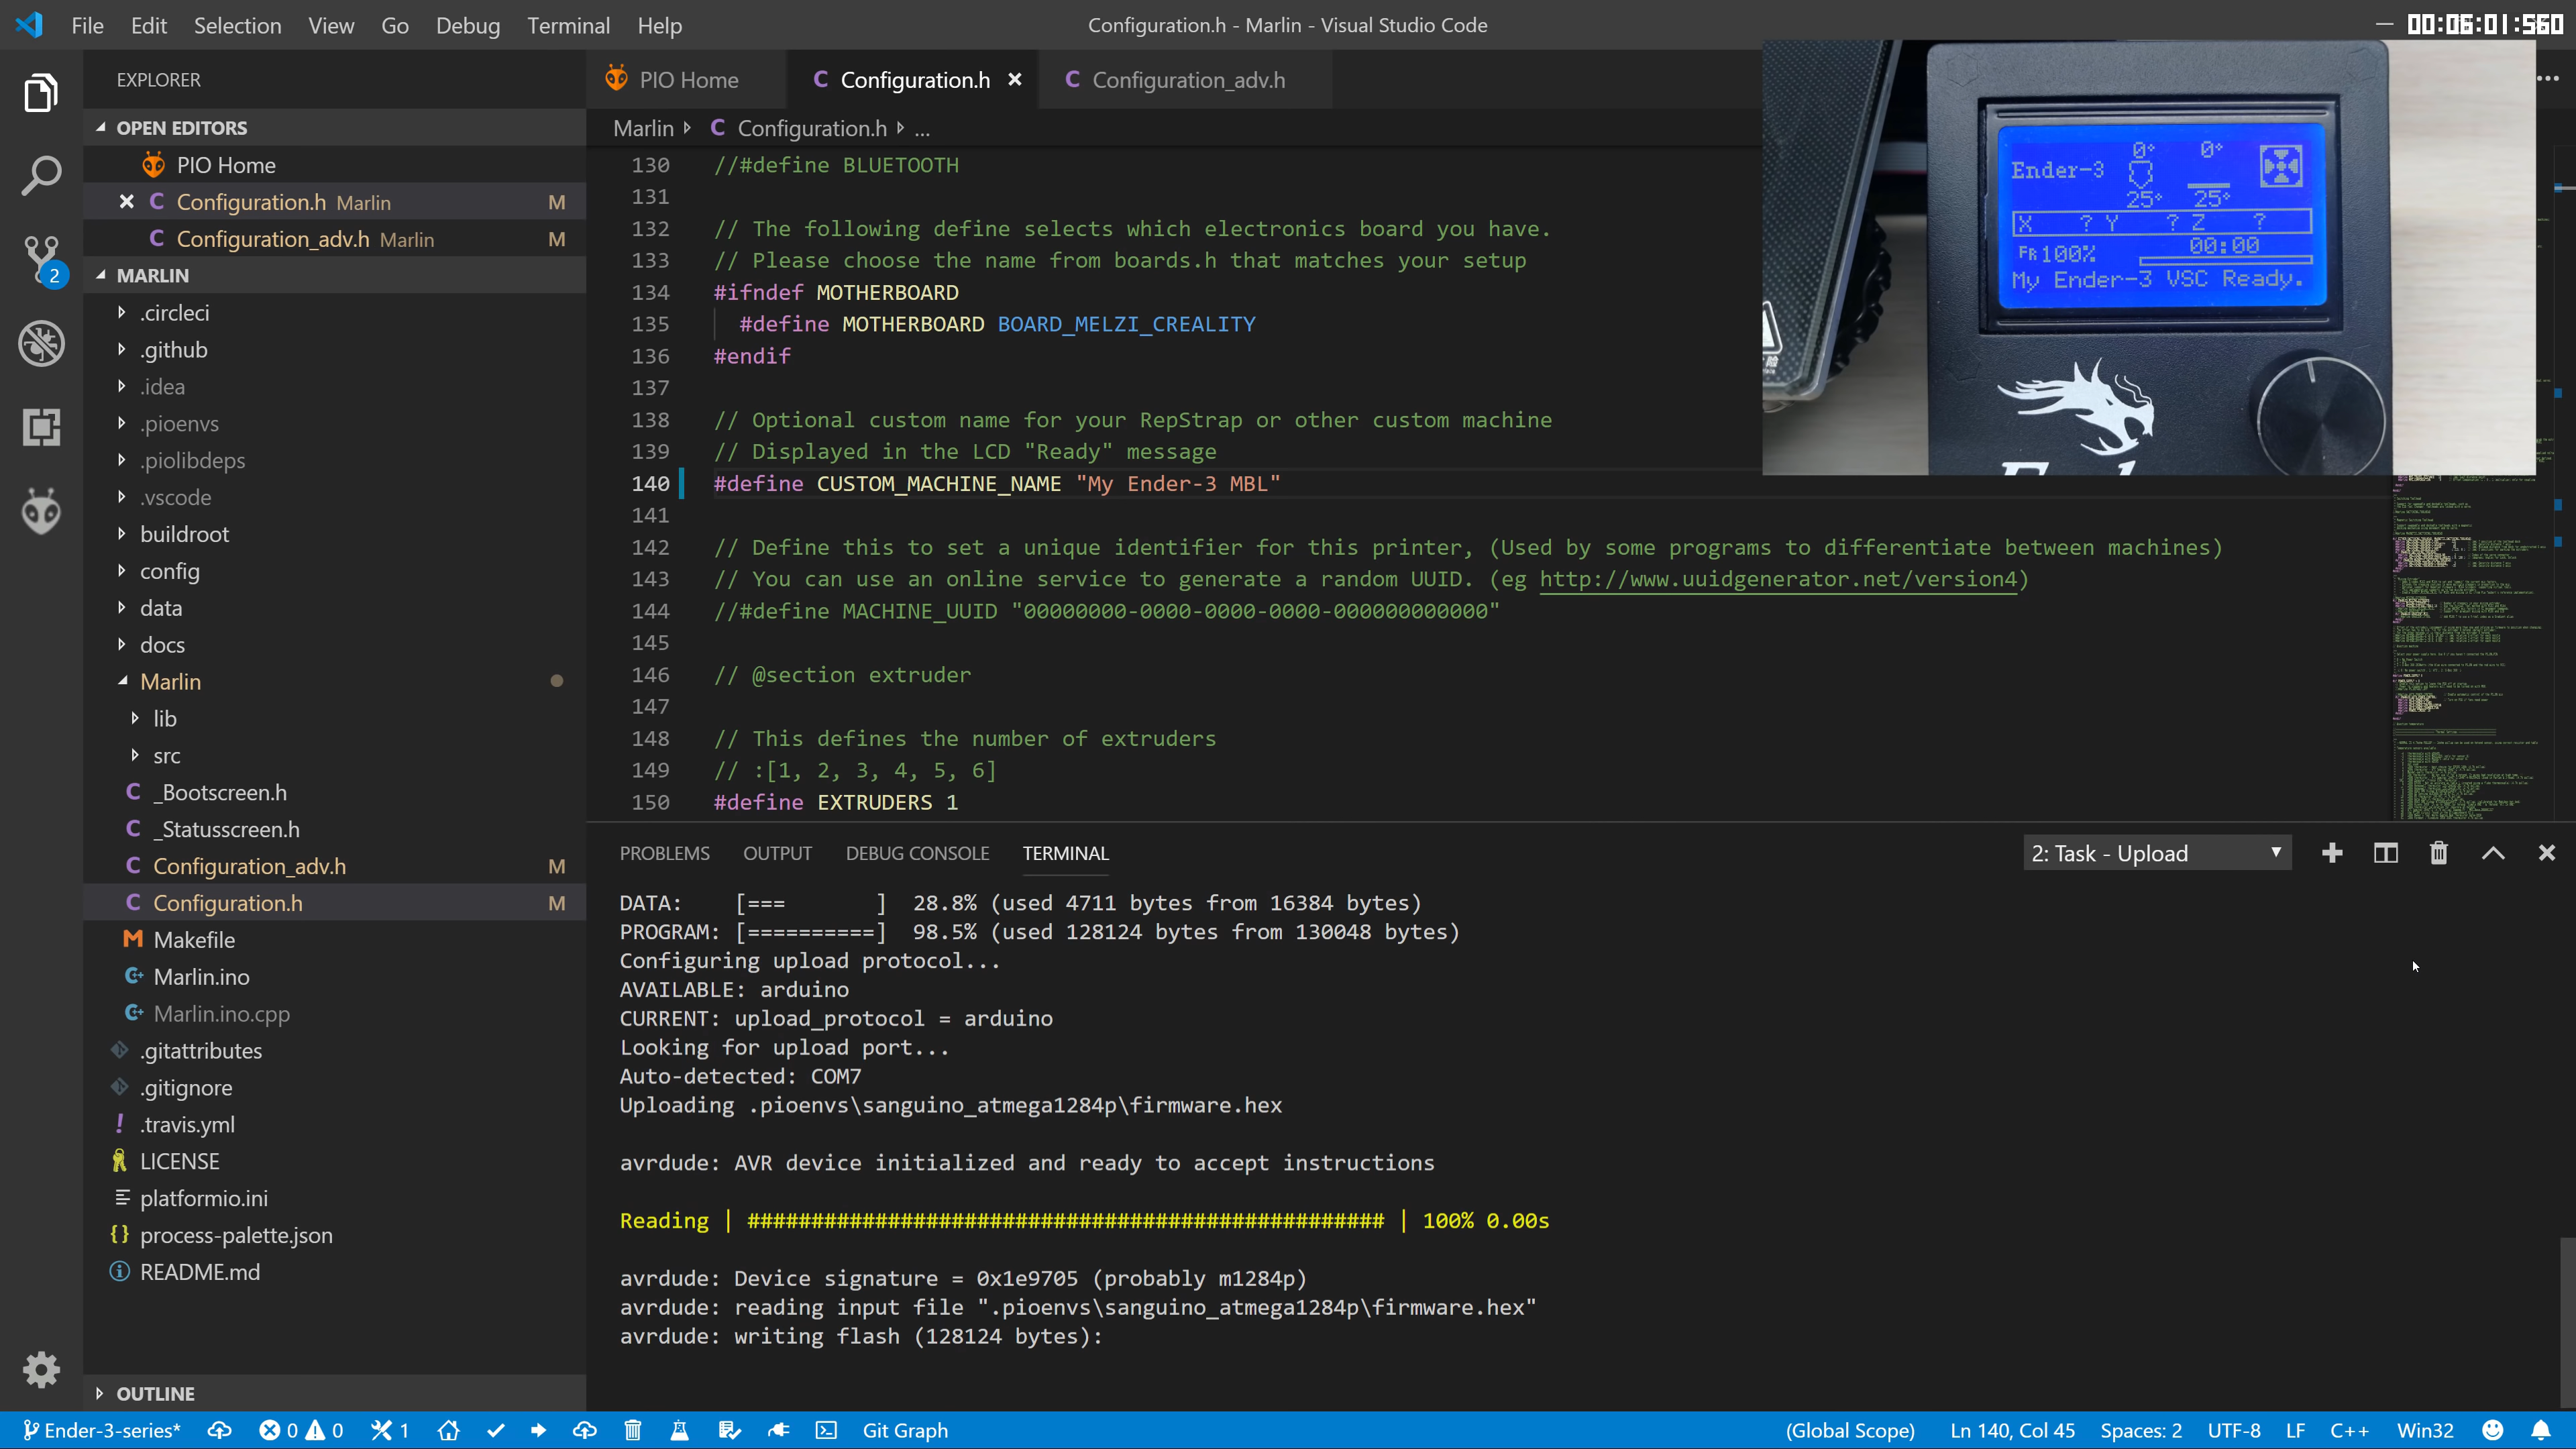 File Edit Selection View Go Debug Terminal Help
Configuration.h - Marlin - Visual Studio Code
00:06:01:560
EXPLORER
OPEN EDITORS
PIO Home
Configuration.h Marlin M
Configuration_adv.h Marlin M
2
MARLIN
.circleci
.github
.idea
.pioenvs
.piolibdeps
.vscode
buildroot
config
data
docs
Marlin
lib
src
_Bootscreen.h
_Statusscreen.h
Configuration_adv.h M
Configuration.h M
Makefile
Marlin.ino
Marlin.ino.cpp
.gitattributes
.gitignore
.travis.yml
LICENSE
platformio.ini
process-palette.json
README.md
OUTLINE
PIO Home
Configuration.h
Configuration_adv.h
Marlin Configuration.h ...
130 //#define BLUETOOTH
131
132 // The following define selects which electronics board you have.
133 // Please choose the name from boards.h that matches your setup
134 #ifndef MOTHERBOARD
135 #define MOTHERBOARD BOARD_MELZI_CREALITY
136 #endif
137
138 // Optional custom name for your RepStrap or other custom machine
139 // Displayed in the LCD "Ready" message
140 #define CUSTOM_MACHINE_NAME "My Ender-3 MBL"
141
142 // Define this to set a unique identifier for this printer, (Used by some programs to differentiate between machines)
143 // You can use an online service to generate a random UUID. (eg http://www.uuidgenerator.net/version4)
144 //#define MACHINE_UUID "00000000-0000-0000-0000-000000000000"
145
146 // @section extruder
147
148 // This defines the number of extruders
149 // :[1, 2, 3, 4, 5, 6]
150 #define EXTRUDERS 1
0° 0°
Ender-3
25° 25°
X ? Y ? Z ?
FR100% 00:00
My Ender-3 VSC Ready.
PROBLEMS OUTPUT DEBUG CONSOLE TERMINAL
2: Task - Upload
DATA: [=== ] 28.8% (used 4711 bytes from 16384 bytes)
PROGRAM: [==========] 98.5% (used 128124 bytes from 130048 bytes)
Configuring upload protocol...
AVAILABLE: arduino
CURRENT: upload_protocol = arduino
Looking for upload port...
Auto-detected: COM7
Uploading .pioenvs\sanguino_atmega1284p\firmware.hex
avrdude: AVR device initialized and ready to accept instructions
Reading | ################################################## | 100% 0.00s
avrdude: Device signature = 0x1e9705 (probably m1284p)
avrdude: reading input file ".pioenvs\sanguino_atmega1284p\firmware.hex"
avrdude: writing flash (128124 bytes):
Ender-3-series* 0 0 1 Git Graph
(Global Scope) Ln 140, Col 45 Spaces: 2 UTF-8 LF C++ Win32